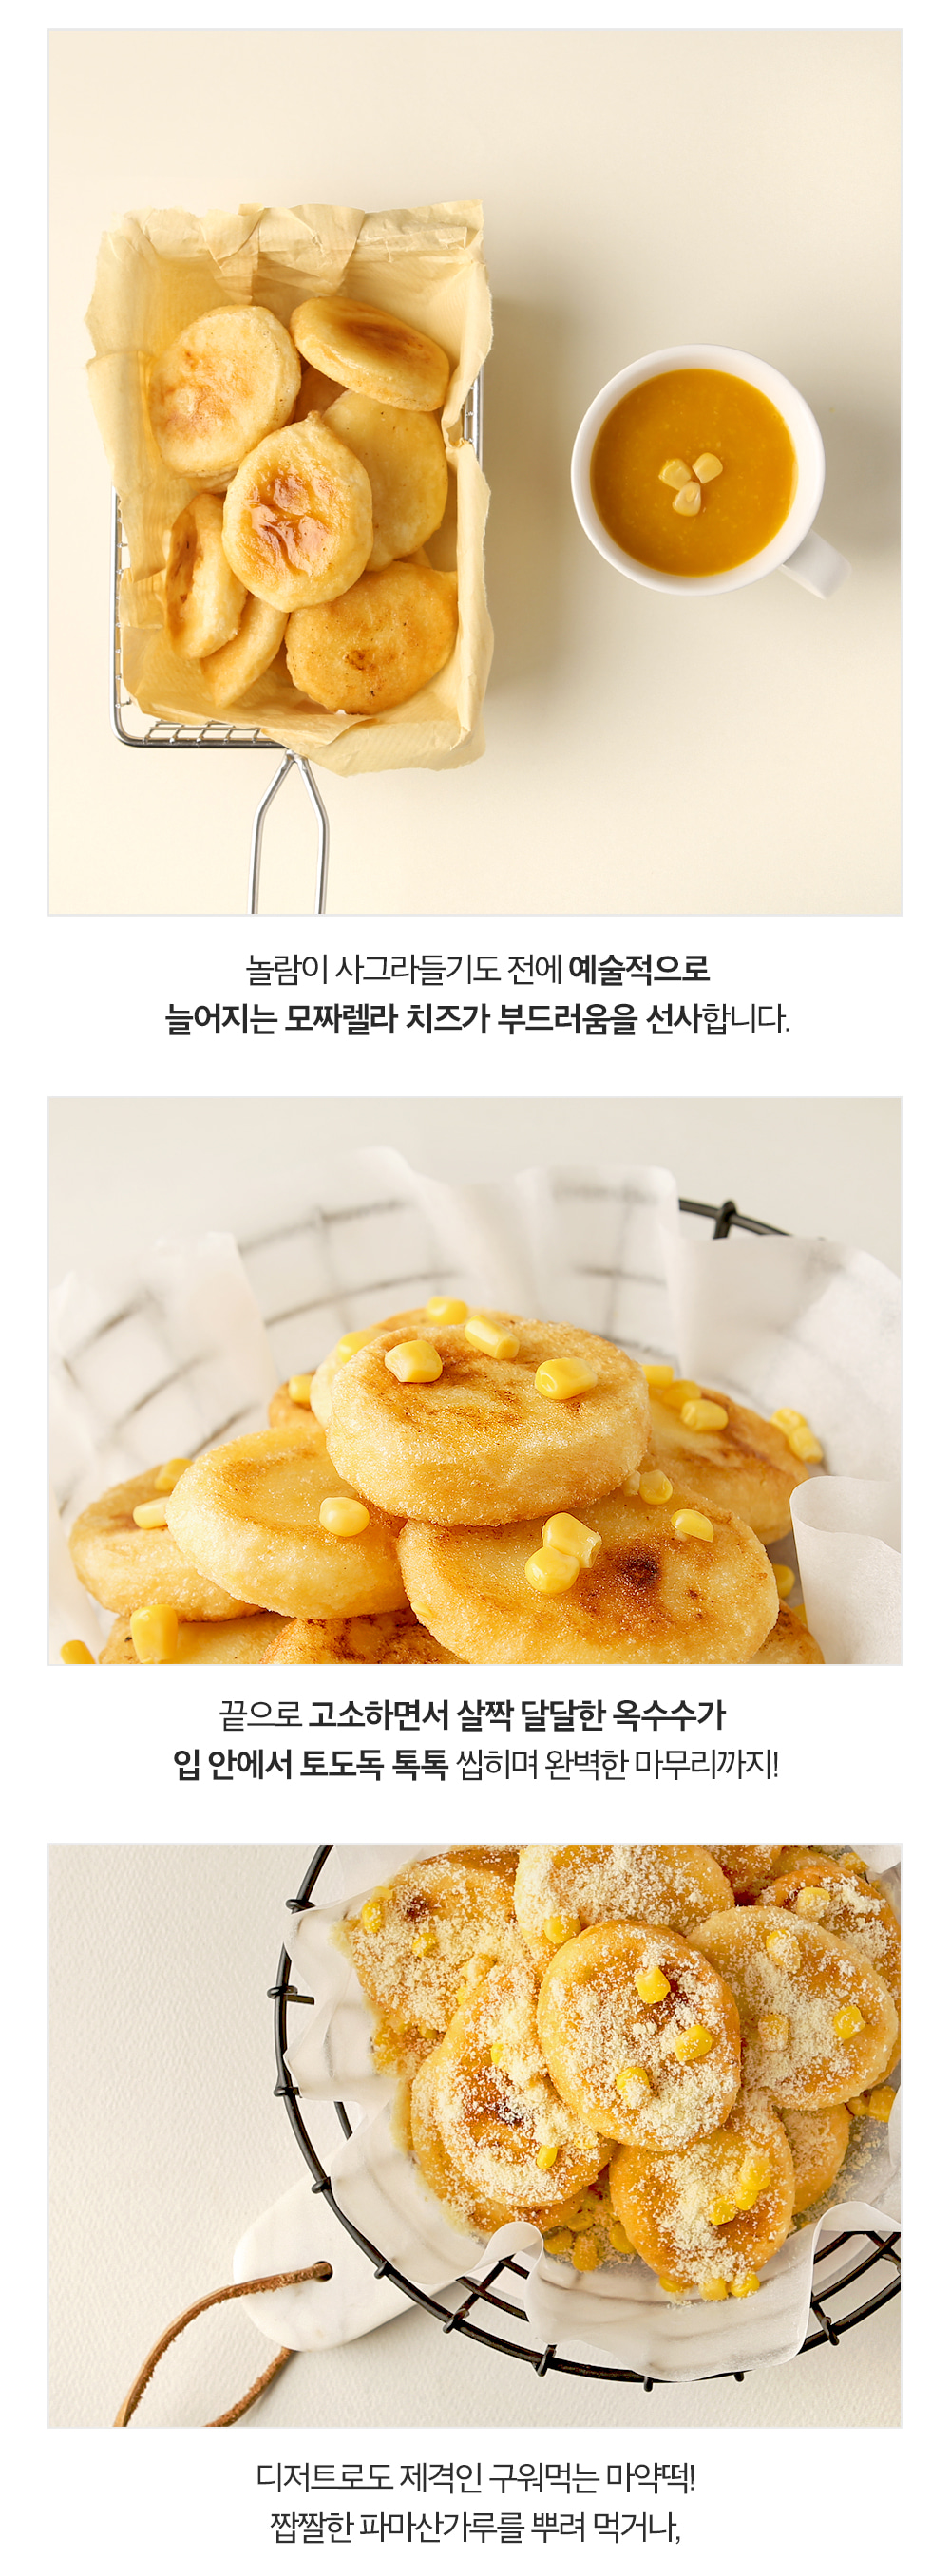 놀람이 사그라들기도 전에 예술적으로
늘어지는 모짜렐라 치즈가 부드러움을 선사합니다.
끝으로 고소하면서 살짝 달달한 옥수수가
입 안에서 토도독 톡톡 씹히며 완벽한 마무리까지!
디저트로도 제격인 구워먹는 마약떡!
짭짤한 파마산가루를 뿌려 먹거나,